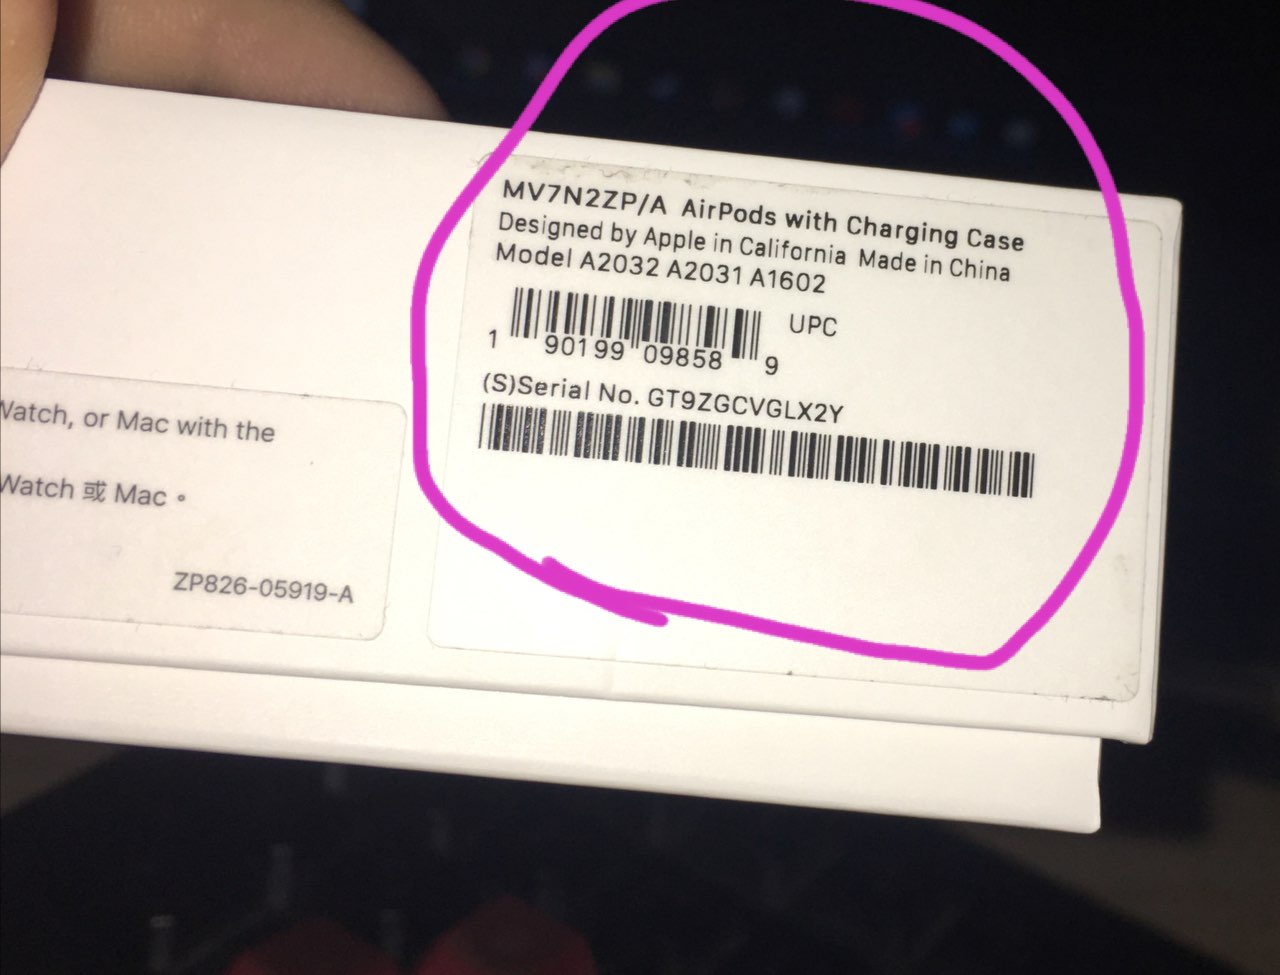 MV7N2ZP/A AirPods with Charging Case
Designed by Apple in California Made in China
Model A2032 A2031 A1602
UPC
1 90199 09858 9
(S)Serial No. GT9ZGCVGLX2Y
Watch, or Mac with the
Watch 或 Mac。
ZP826-05919-A